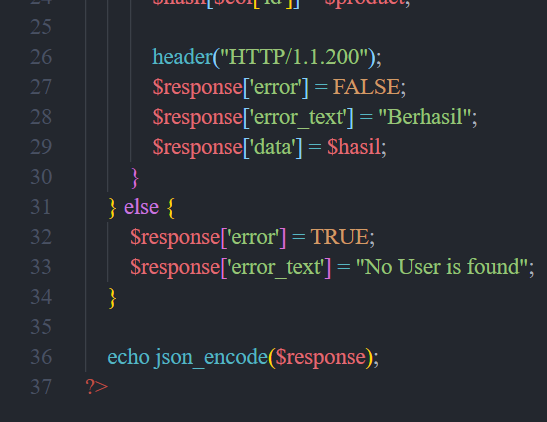 24 $hasil[$col['id']] = $product;
25
26 header("HTTP/1.1.200");
27 $response['error'] = FALSE;
28 $response['error_text'] = "Berhasil";
29 $response['data'] = $hasil;
30 }
31 } else {
32 $response['error'] = TRUE;
33 $response['error_text'] = "No User is found";
34 }
35
36 echo json_encode($response);
37 ?>